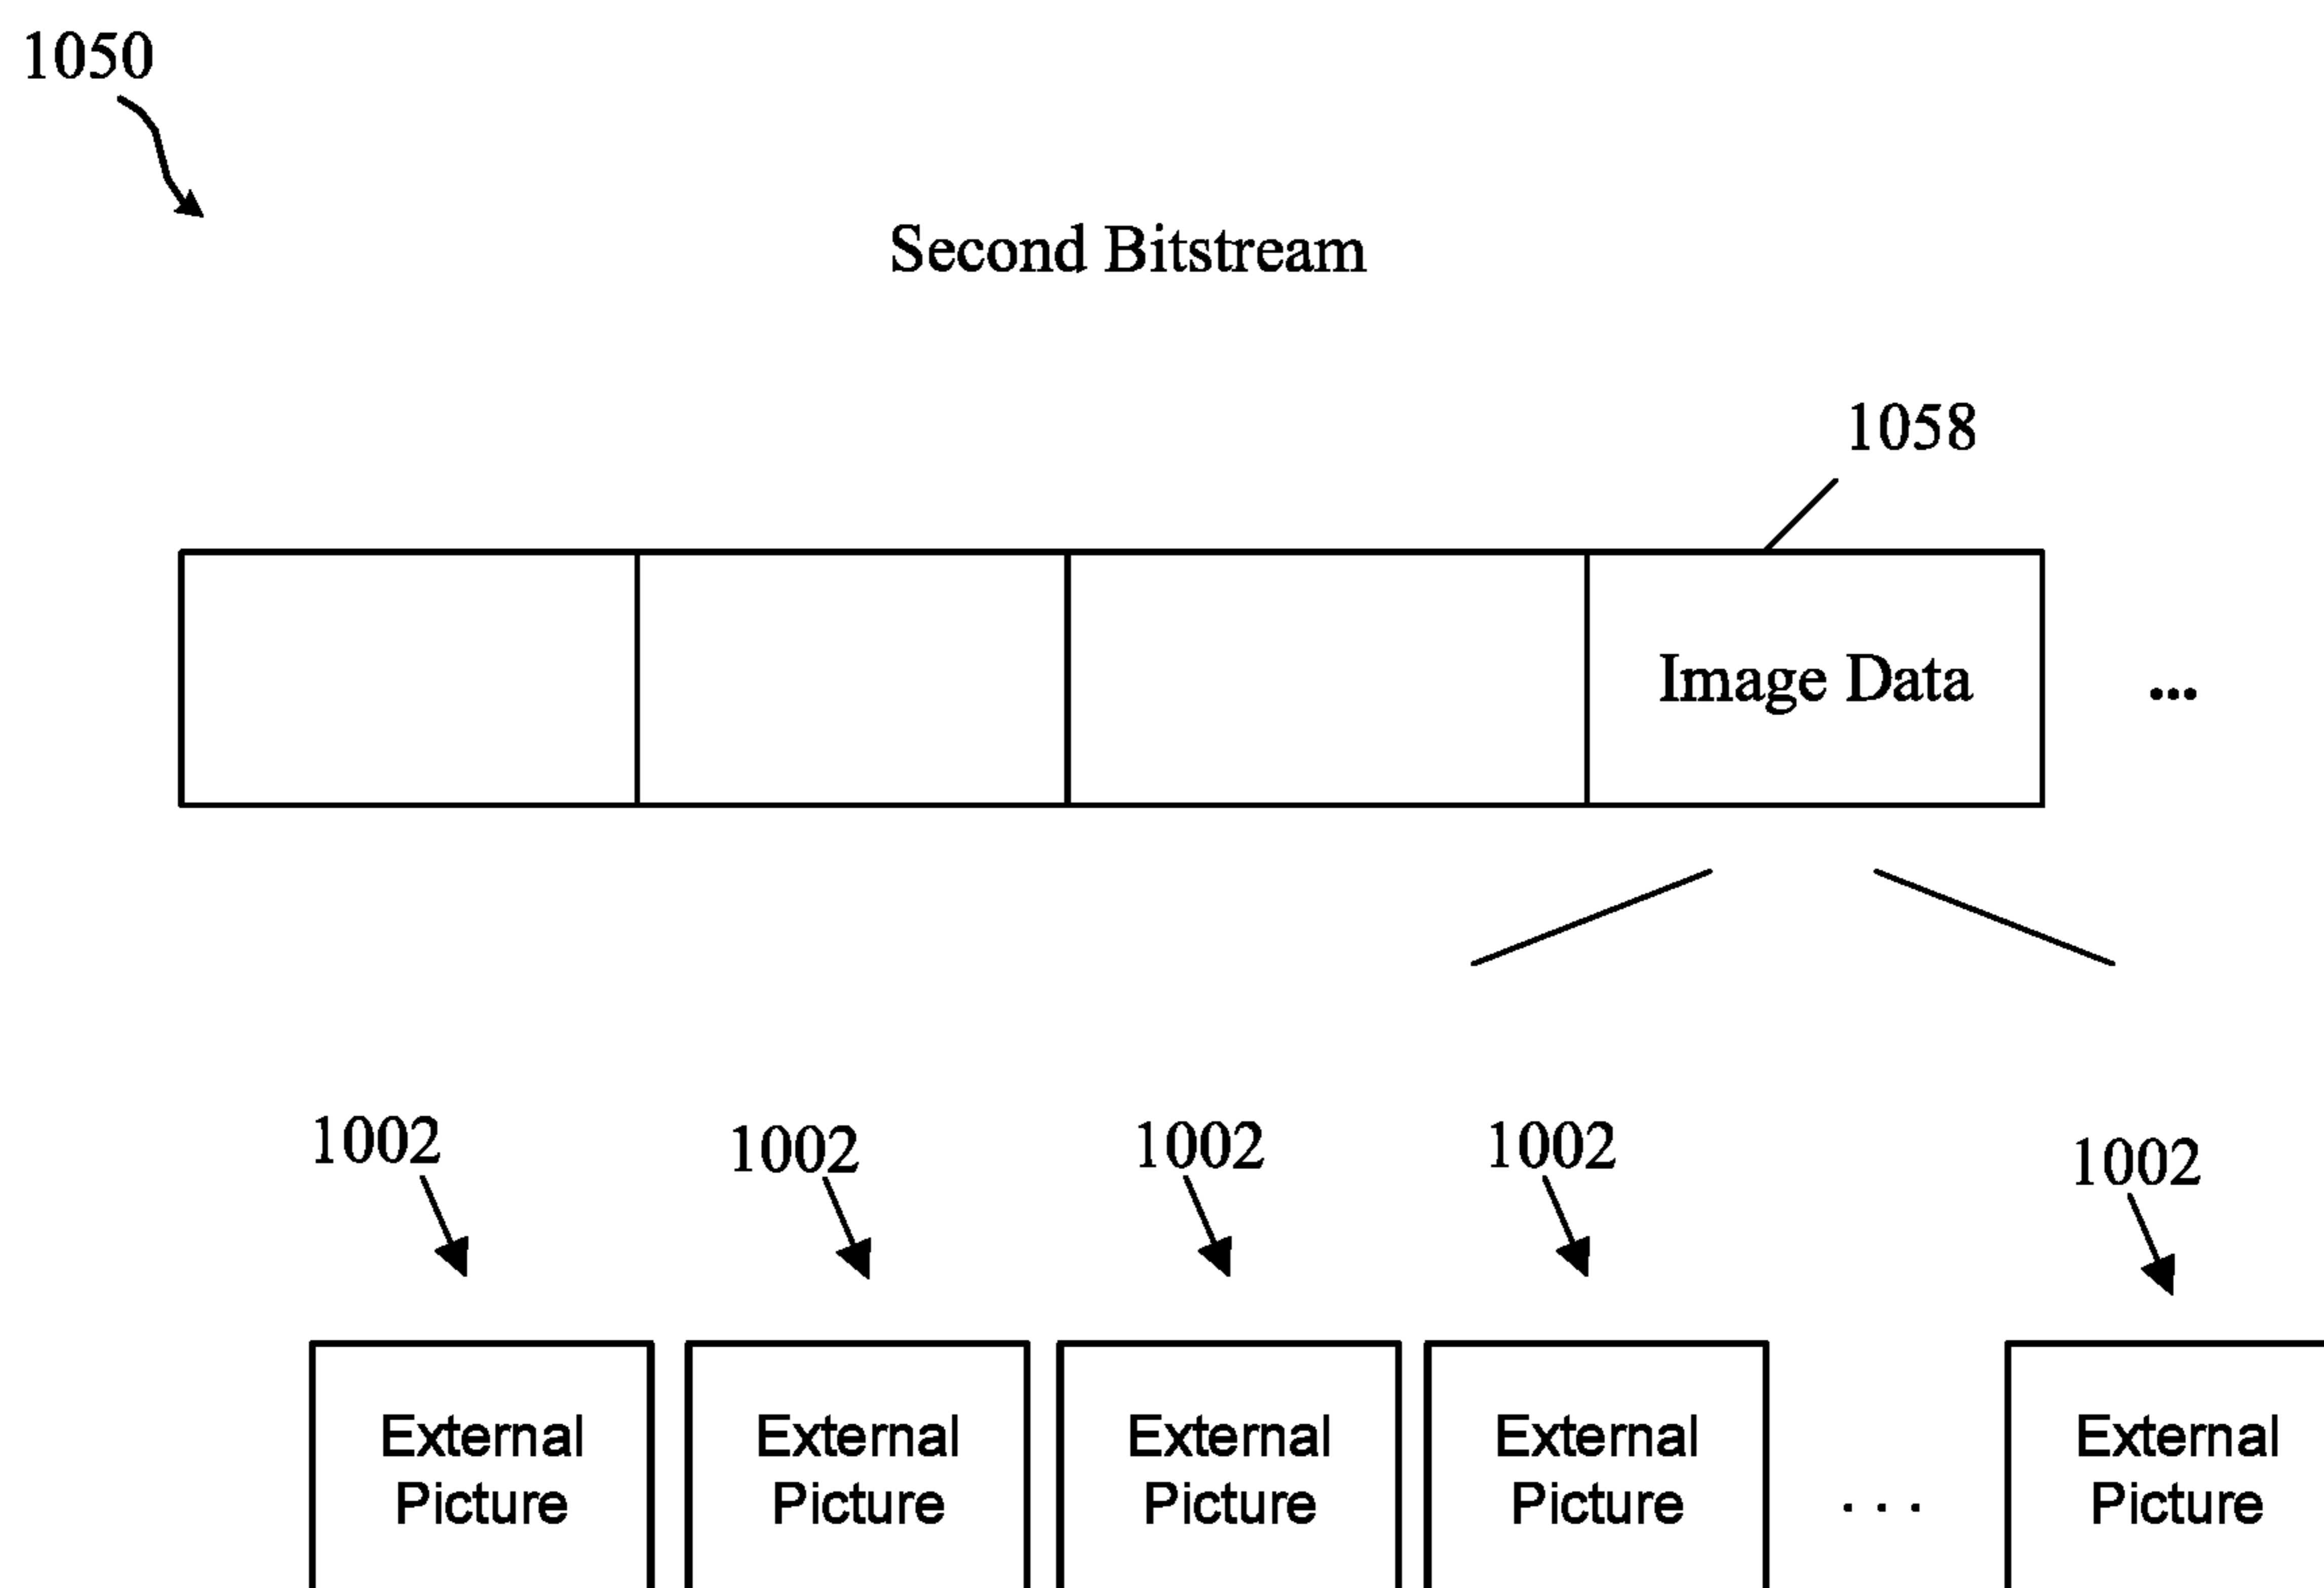 1050
Second Bitstream
1058
Image Data
...
1002 1002 1002 1002 1002
External External External External External
Picture Picture Picture Picture . . . Picture